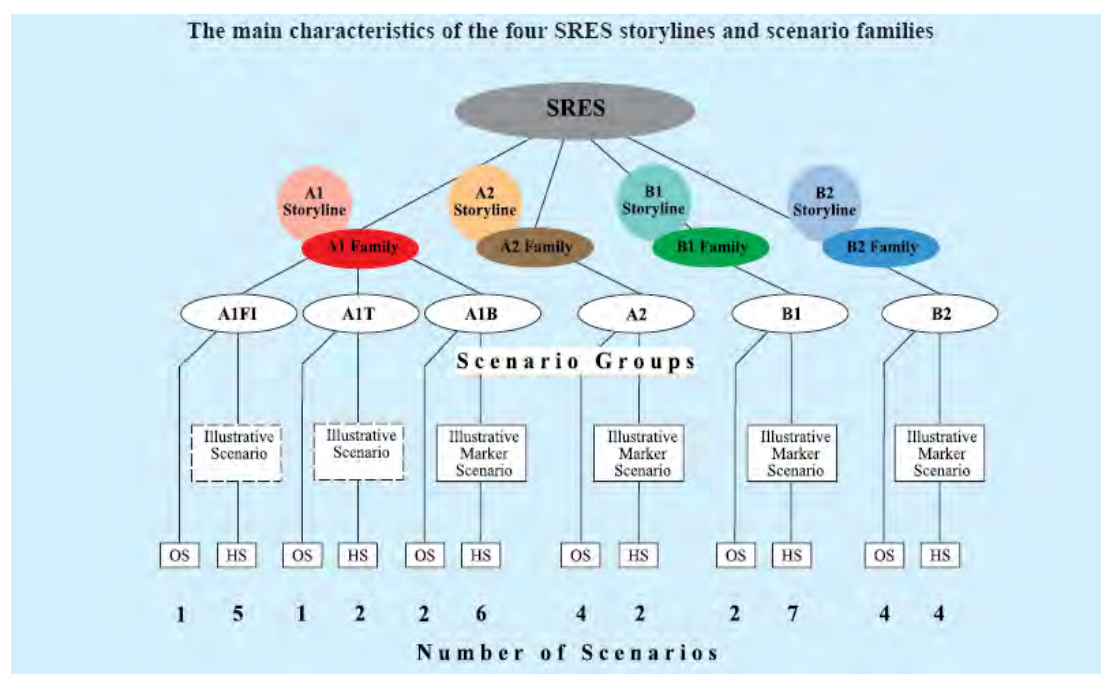 The main characteristics of the four SRES storylines and scenario families
SRES
A1
Storyline
A2
Storyline
B1
Storyline
B2
Storyline
A1 Family
A2 Family
B1 Family
B2 Family
A1FI
A1T
A1B
A2
B1
B2
Scenario Groups
Illustrative
Scenario
Illustrative
Scenario
Illustrative
Marker
Scenario
Illustrative
Marker
Scenario
Illustrative
Marker
Scenario
Illustrative
Marker
Scenario
OS
HS
OS
HS
OS
HS
OS
HS
OS
HS
OS
HS
1 5 1 2 2 6 4 2 2 7 4 4
Number of Scenarios